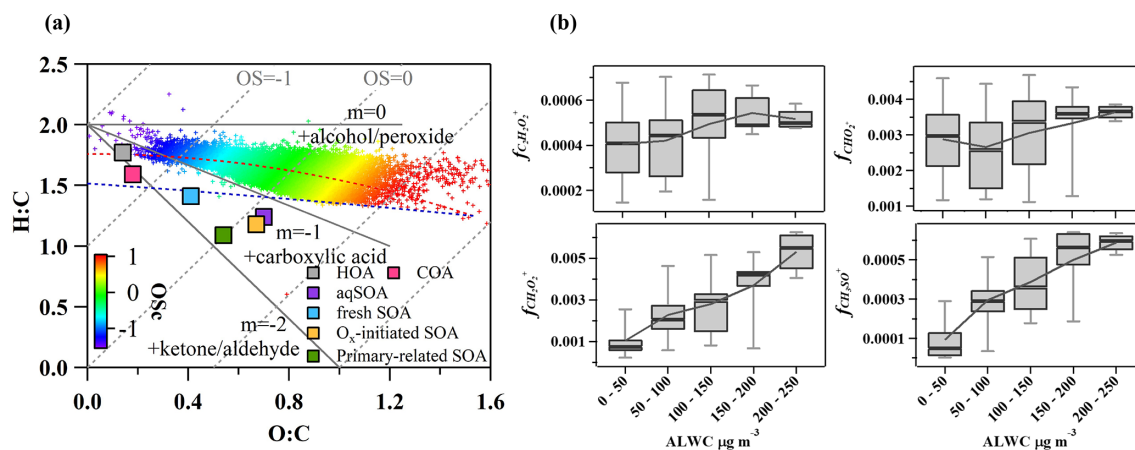 (a)
(b)
2.5
2.0
1.5
1.0
0.5
0.0
H:C
OS=-1
OS=0
m=0
+alcohol/peroxide
m=-1
+carboxylic acid
m=-2
+ketone/aldehyde
1
0
-1
OSc
HOA
COA
aqSOA
fresh SOA
Oₓ-initiated SOA
Primary-related SOA
0.0 0.4 0.8 1.2 1.6
O:C
fC₂H₂O₂⁺
0.0006
0.0004
0.0002
fCHO₂⁺
0.004
0.003
0.002
0.001
fCH₂O₂⁺
0.005
0.003
0.001
0 - 50
50 - 100
100 - 150
150 - 200
200 - 250
ALWC μg m⁻³
fCH₃SO⁺
0.0005
0.0003
0.0001
0 - 50
50 - 100
100 - 150
150 - 200
200 - 250
ALWC μg m⁻³